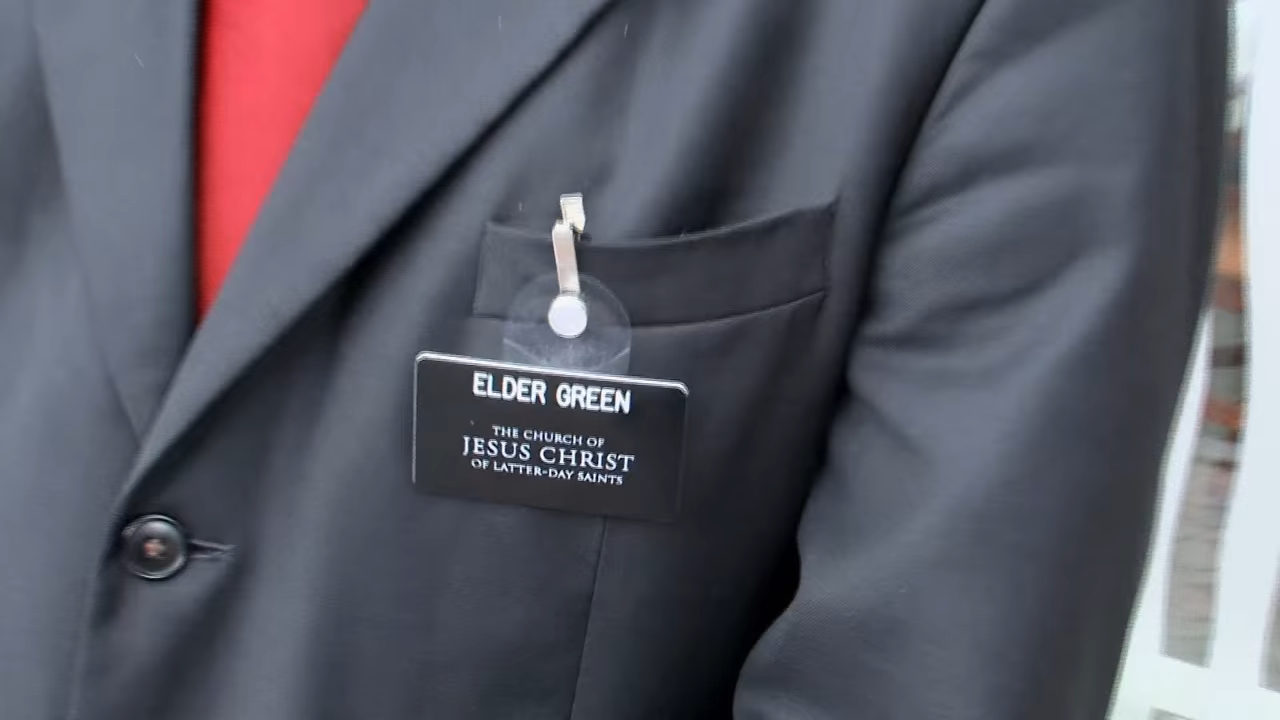 ELDER GREEN
THE CHURCH OF
JESUS CHRIST
OF LATTER-DAY SAINTS